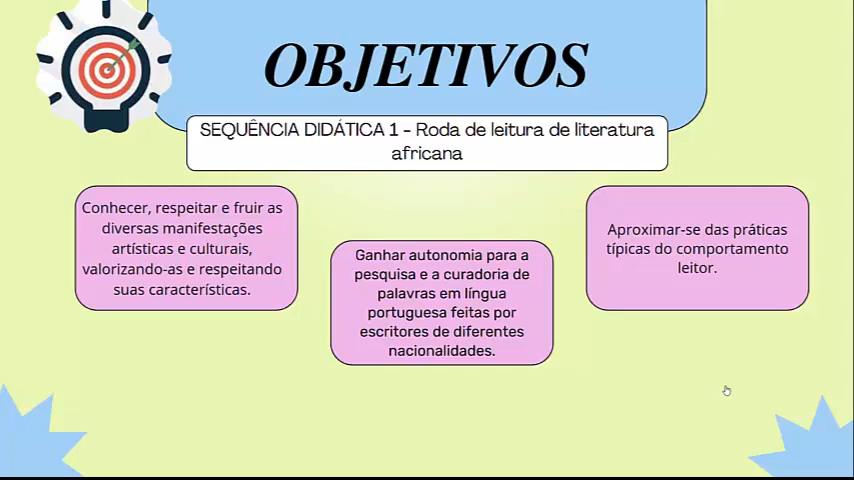 OBJETIVOS
SEQUÊNCIA DIDÁTICA 1 - Roda de leitura de literatura
africana
Conhecer, respeitar e fruir as
diversas manifestações
artísticas e culturais,
valorizando-as e respeitando
suas características.
Ganhar autonomia para a
pesquisa e a curadoria de
palavras em língua
portuguesa feitas por
escritores de diferentes
nacionalidades.
Aproximar-se das práticas
típicas do comportamento
leitor.